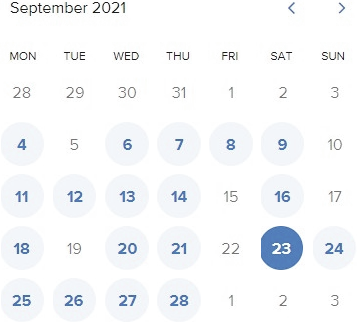 September 2021
MON TUE WED THU FRI SAT SUN
28 29 30 31 1 2 3
4 5 6 7 8 9 10
11 12 13 14 15 16 17
18 19 20 21 22 23 24
25 26 27 28 1 2 3